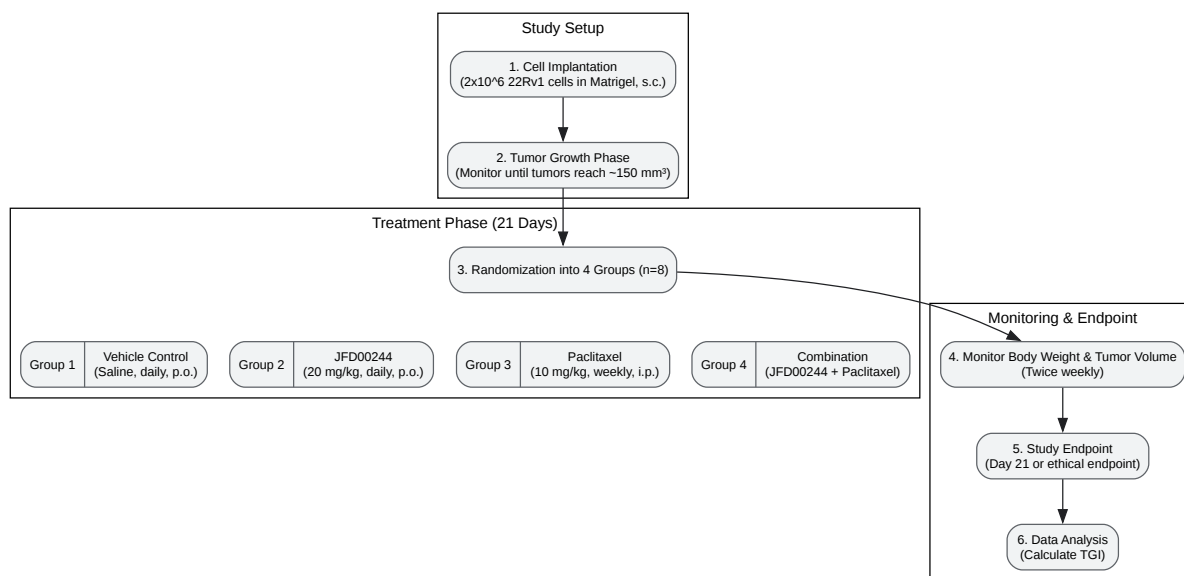 Study Setup
1. Cell Implantation
(2x10^6 22Rv1 cells in Matrigel, s.c.)
2. Tumor Growth Phase
(Monitor until tumors reach ~150 mm³)
Treatment Phase (21 Days)
3. Randomization into 4 Groups (n=8)
Group 1
Vehicle Control
(Saline, daily, p.o.)
Group 2
JFD00244
(20 mg/kg, daily, p.o.)
Group 3
Paclitaxel
(10 mg/kg, weekly, i.p.)
Group 4
Combination
(JFD00244 + Paclitaxel)
Monitoring & Endpoint
4. Monitor Body Weight & Tumor Volume
(Twice weekly)
5. Study Endpoint
(Day 21 or ethical endpoint)
6. Data Analysis
(Calculate TGI)